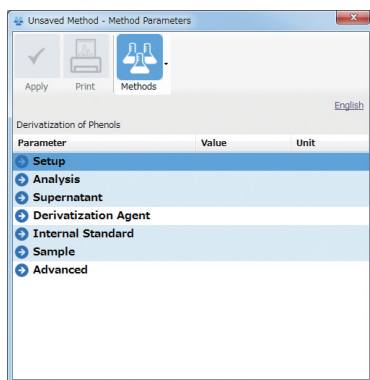 Unsaved Method - Method Parameters
Apply Print Methods
English
Derivatization of Phenols
Parameter Value Unit
Setup
Analysis
Supernatant
Derivatization Agent
Internal Standard
Sample
Advanced